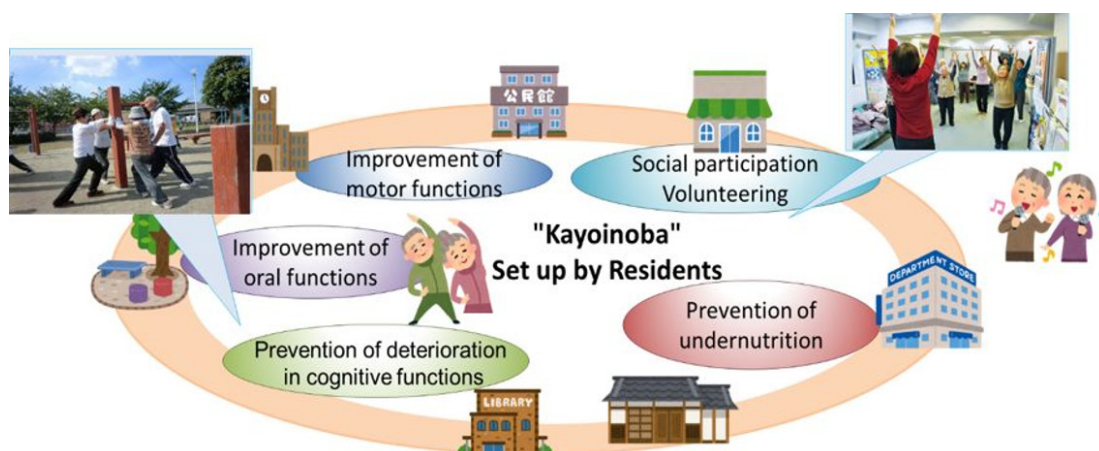 公民館
Improvement of
motor functions
Social participation
Volunteering
"Kayoinoba"
Set up by Residents
Improvement of
oral functions
DEPARTMENT STORE
Prevention of
undernutrition
Prevention of deterioration
in cognitive functions
LIBRARY